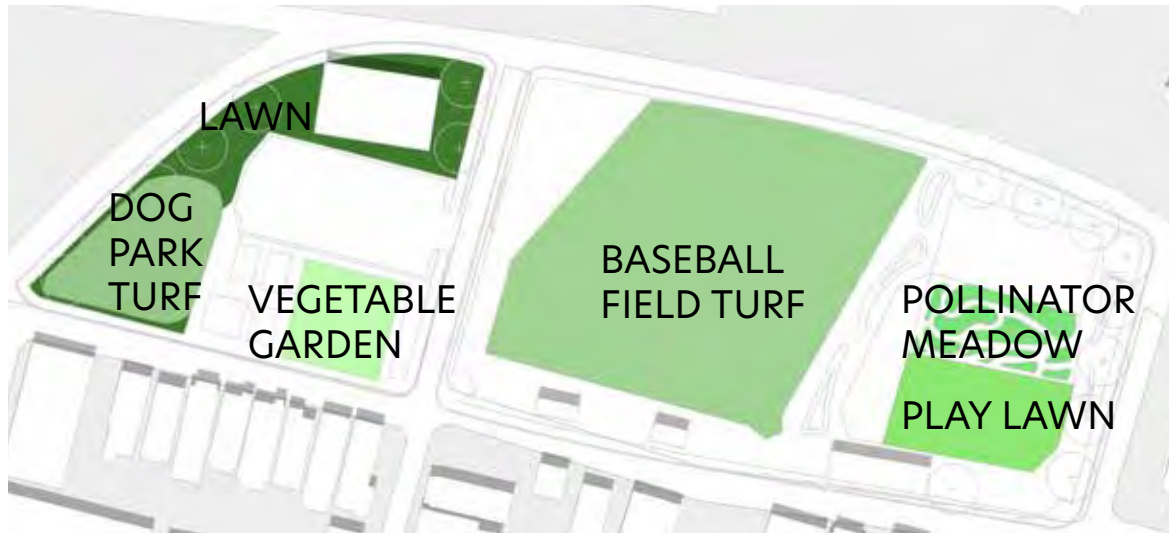 LAWN
DOG
PARK
TURF
VEGETABLE
GARDEN
BASEBALL
FIELD TURF
POLLINATOR
MEADOW
PLAY LAWN